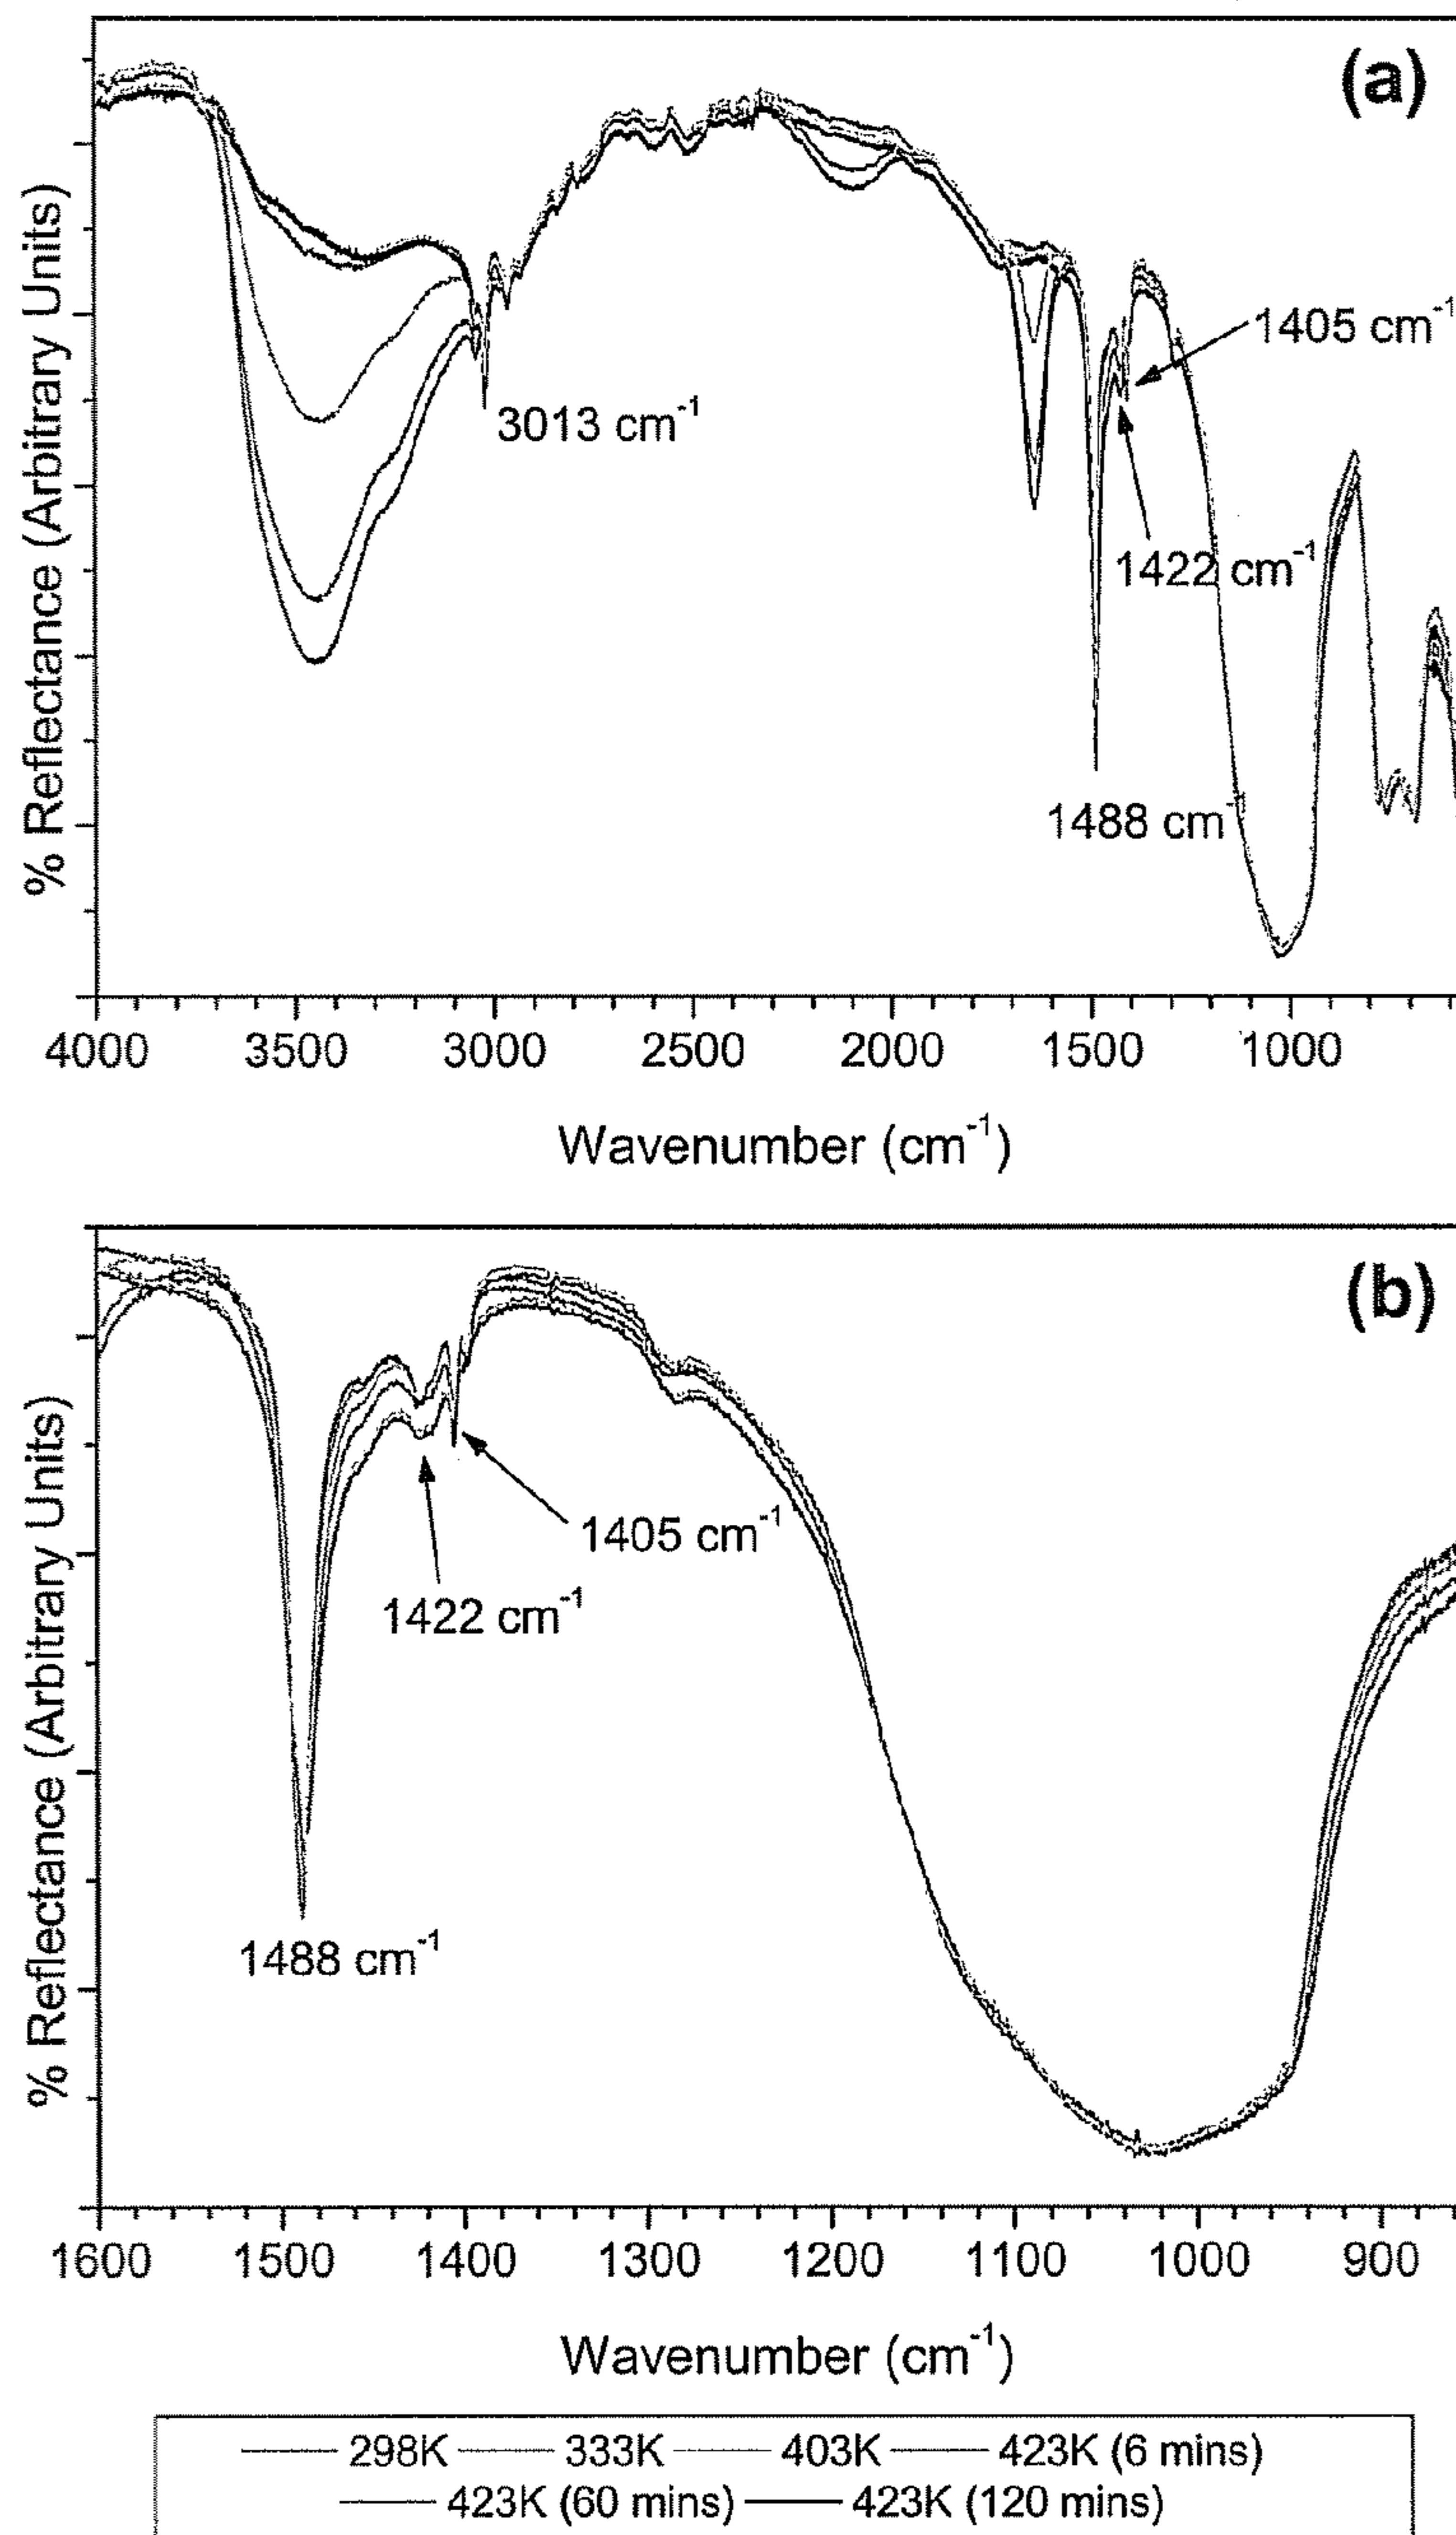 (a)
% Reflectance (Arbitrary Units)
1405 cm⁻¹
3013 cm⁻¹
1422 cm⁻¹
1488 cm⁻
4000 3500 3000 2500 2000 1500 1000
Wavenumber (cm⁻¹)
(b)
% Reflectance (Arbitrary Units)
1405 cm⁻¹
1422 cm⁻¹
1488 cm⁻¹
1600 1500 1400 1300 1200 1100 1000 900
Wavenumber (cm⁻¹)
298K 333K 403K 423K (6 mins)
423K (60 mins) 423K (120 mins)